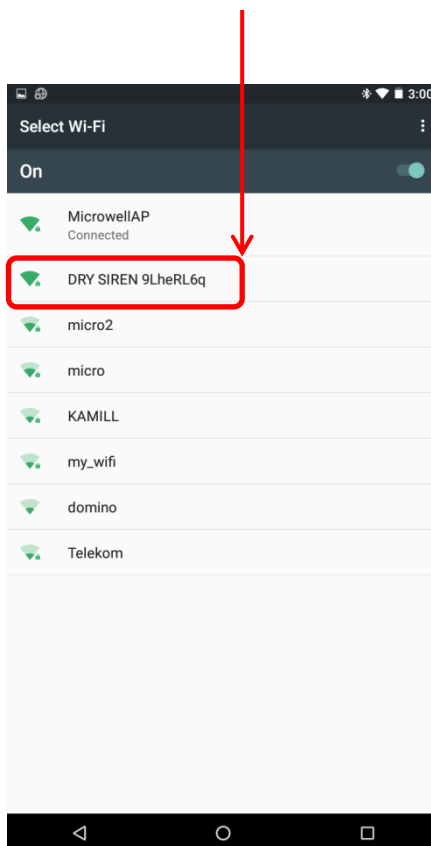 3:00
Select Wi-Fi
On
MicrowellAP
Connected
DRY SIREN 9LheRL6q
micro2
micro
KAMILL
my_wifi
domino
Telekom